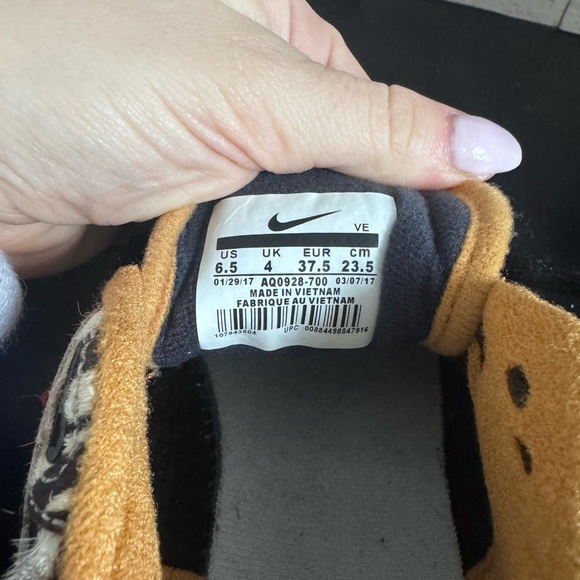 VE
US UK EUR cm
6.5 4 37.5 23.5
01/29/17 AQ0928-700 03/07/17
MADE IN VIETNAM
FABRIQUE AU VIETNAM
107843604 UPC 00884498847916